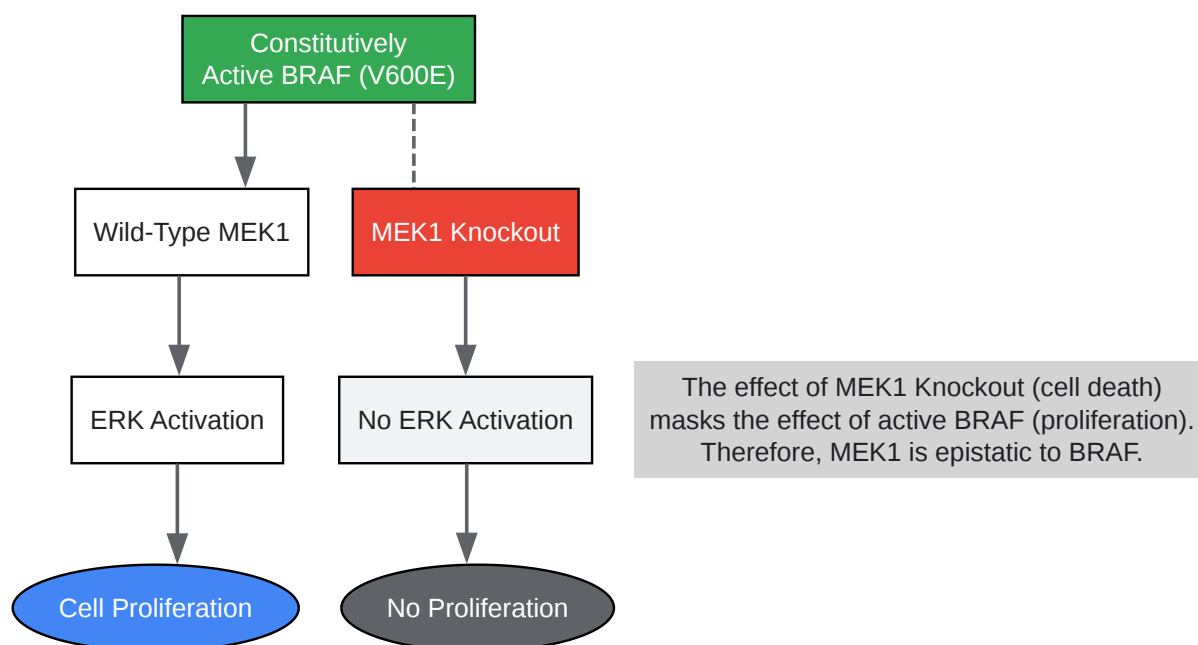 Constitutively
Active BRAF (V600E)
Wild-Type MEK1
MEK1 Knockout
ERK Activation
No ERK Activation
The effect of MEK1 Knockout (cell death)
masks the effect of active BRAF (proliferation).
Therefore, MEK1 is epistatic to BRAF.
Cell Proliferation
No Proliferation